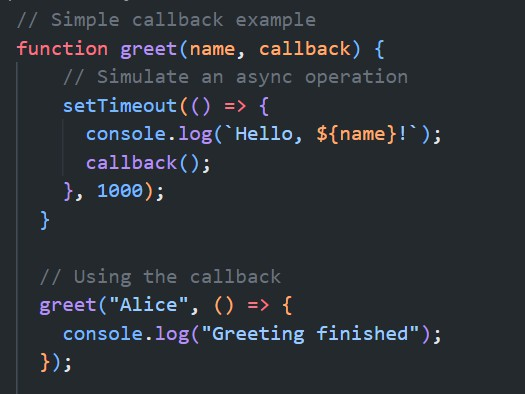 // Simple callback example
function greet(name, callback) {
    // Simulate an async operation
    setTimeout(() => {
      console.log(`Hello, ${name}!`);
      callback();
    }, 1000);
  }

  // Using the callback
  greet("Alice", () => {
    console.log("Greeting finished");
  });